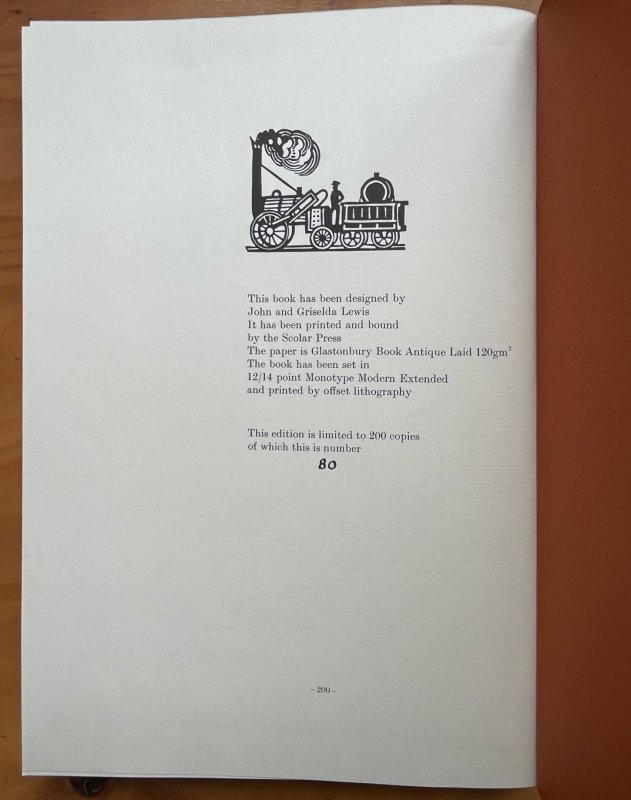 This book has been designed by
John and Griselda Lewis
It has been printed and bound
by the Scolar Press
The paper is Glastonbury Book Antique Laid 120gm²
The book has been set in
12/14 point Monotype Modern Extended
and printed by offset lithography
This edition is limited to 200 copies
of which this is number
80
– 200 –